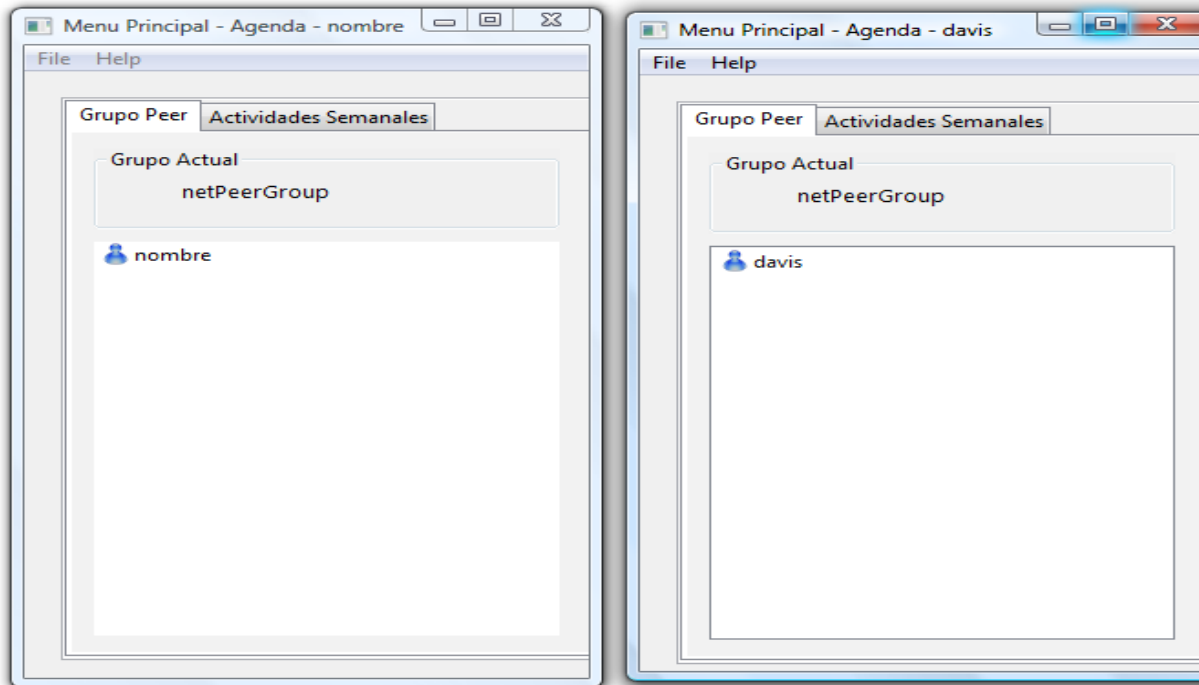 Menu Principal - Agenda - nombre
File Help
Grupo Peer Actividades Semanales
Grupo Actual
netPeerGroup
nombre
Menu Principal - Agenda - davis
File Help
Grupo Peer Actividades Semanales
Grupo Actual
netPeerGroup
davis